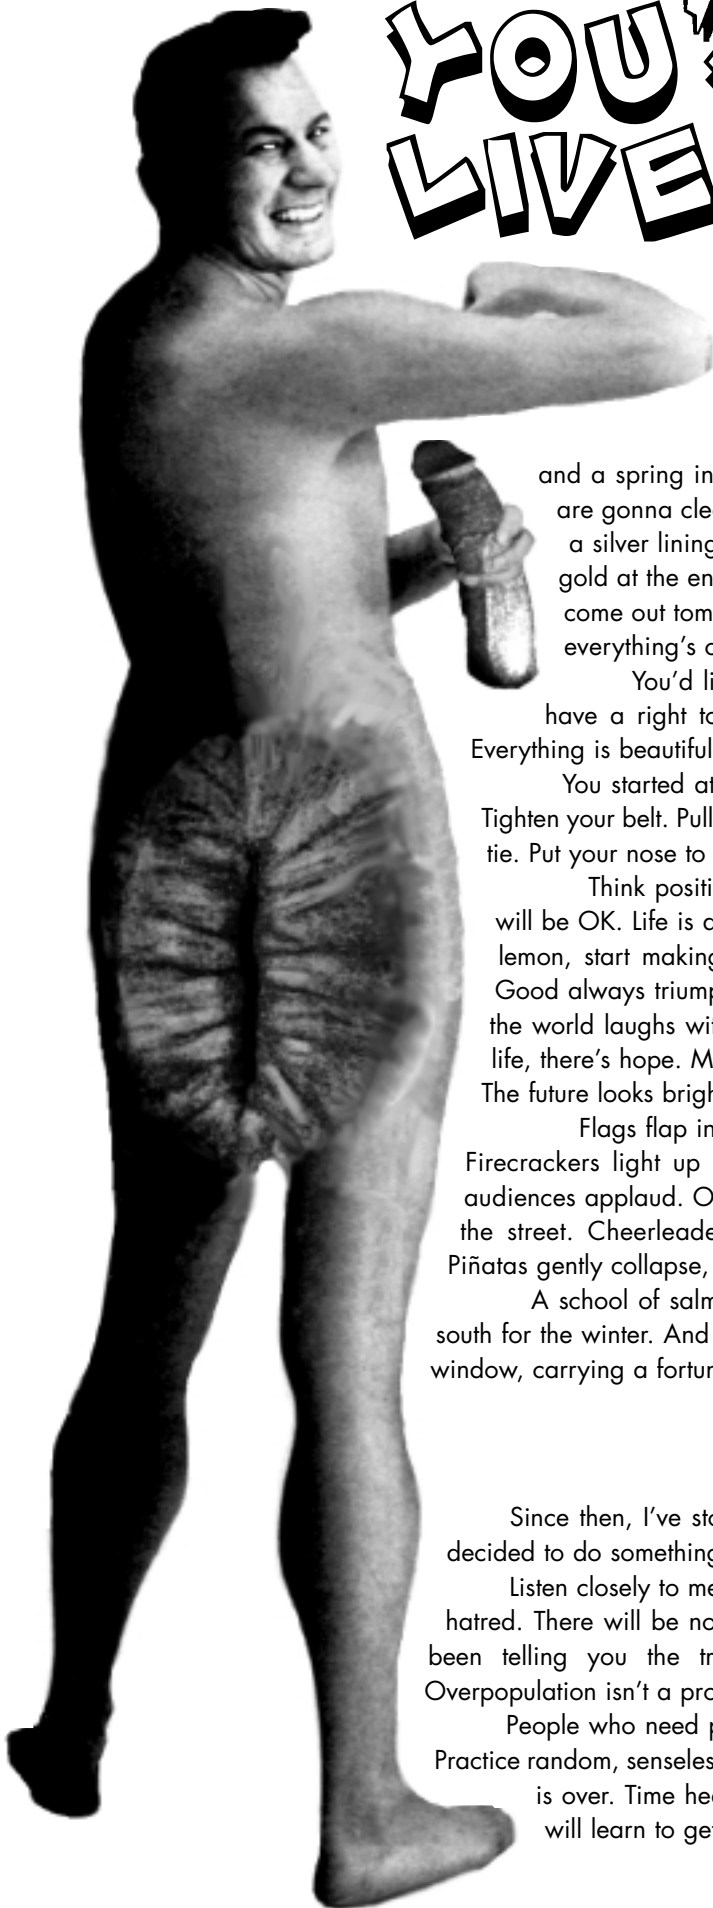 YOU'
LIVE
and a spring in
are gonna clea
a silver lining
gold at the en
come out tom
everything's o
You'd li
have a right to
Everything is beautiful
You started at
Tighten your belt. Pull
tie. Put your nose to
Think positi
will be OK. Life is a
lemon, start making
Good always triump
the world laughs wit
life, there's hope. M
The future looks brigh
Flags flap in
Firecrackers light up
audiences applaud. O
the street. Cheerleade
Piñatas gently collapse,
A school of salm
south for the winter. And
window, carrying a fortun
Since then, I've sto
decided to do something
Listen closely to me
hatred. There will be no
been telling you the tr
Overpopulation isn't a pro
People who need p
Practice random, senseles
is over. Time hea
will learn to get